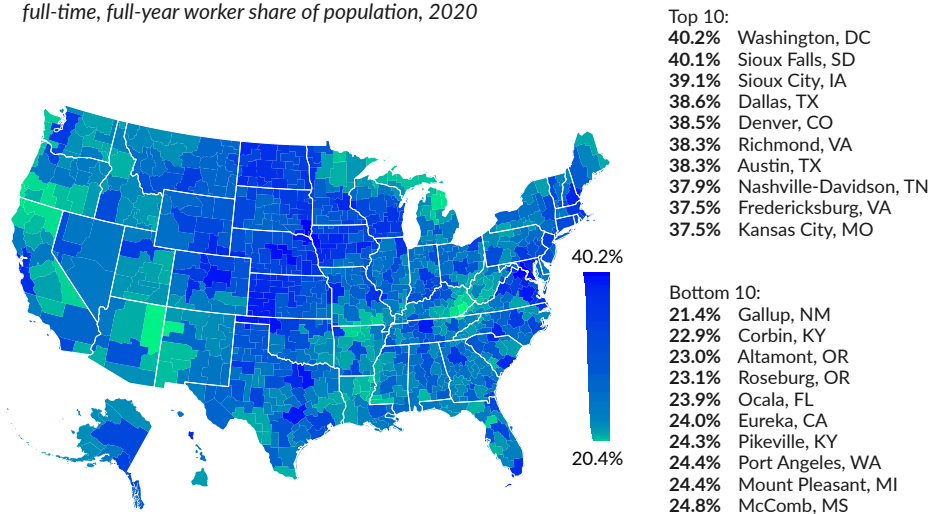 full-time, full-year worker share of population, 2020
40.2%
20.4%
Top 10:
40.2% Washington, DC
40.1% Sioux Falls, SD
39.1% Sioux City, IA
38.6% Dallas, TX
38.5% Denver, CO
38.3% Richmond, VA
38.3% Austin, TX
37.9% Nashville-Davidson, TN
37.5% Fredericksburg, VA
37.5% Kansas City, MO
Bottom 10:
21.4% Gallup, NM
22.9% Corbin, KY
23.0% Altamont, OR
23.1% Roseburg, OR
23.9% Ocala, FL
24.0% Eureka, CA
24.3% Pikeville, KY
24.4% Port Angeles, WA
24.4% Mount Pleasant, MI
24.8% McComb, MS